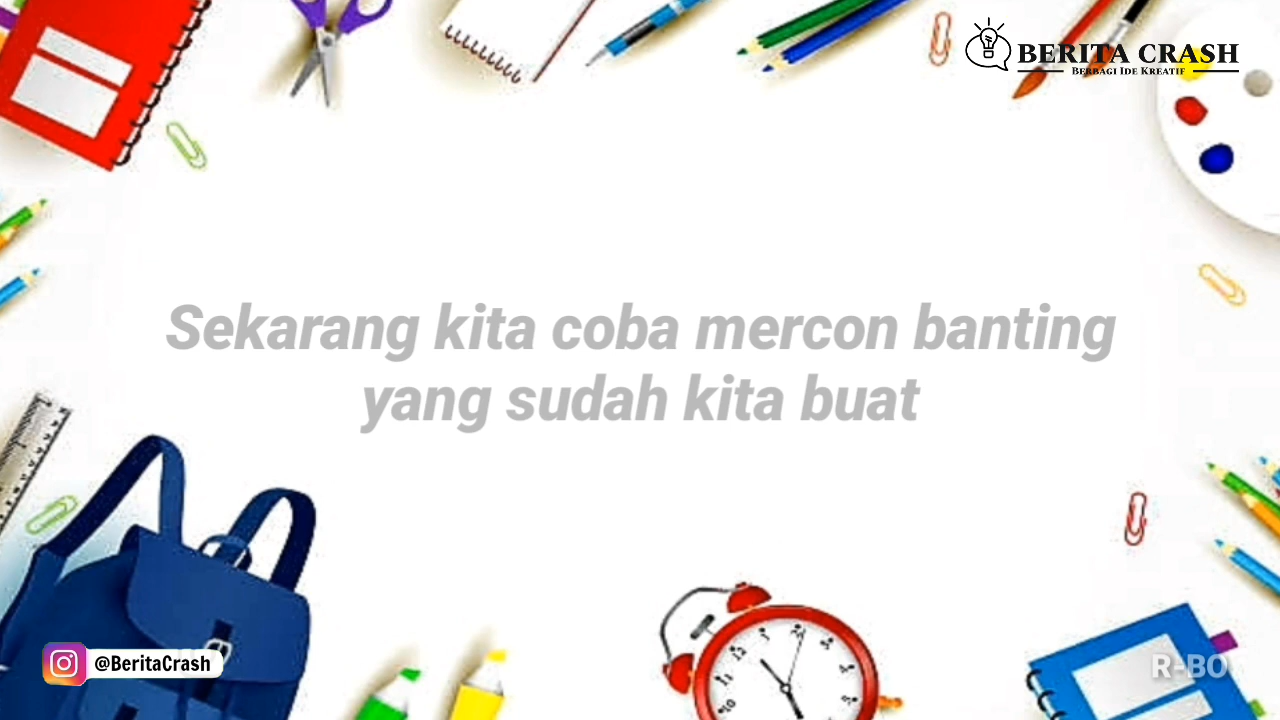 BERITA CRASH
BERBAGI IDE KREATIF
Sekarang kita coba mercon banting
yang sudah kita buat
@BeritaCrash
R-BO